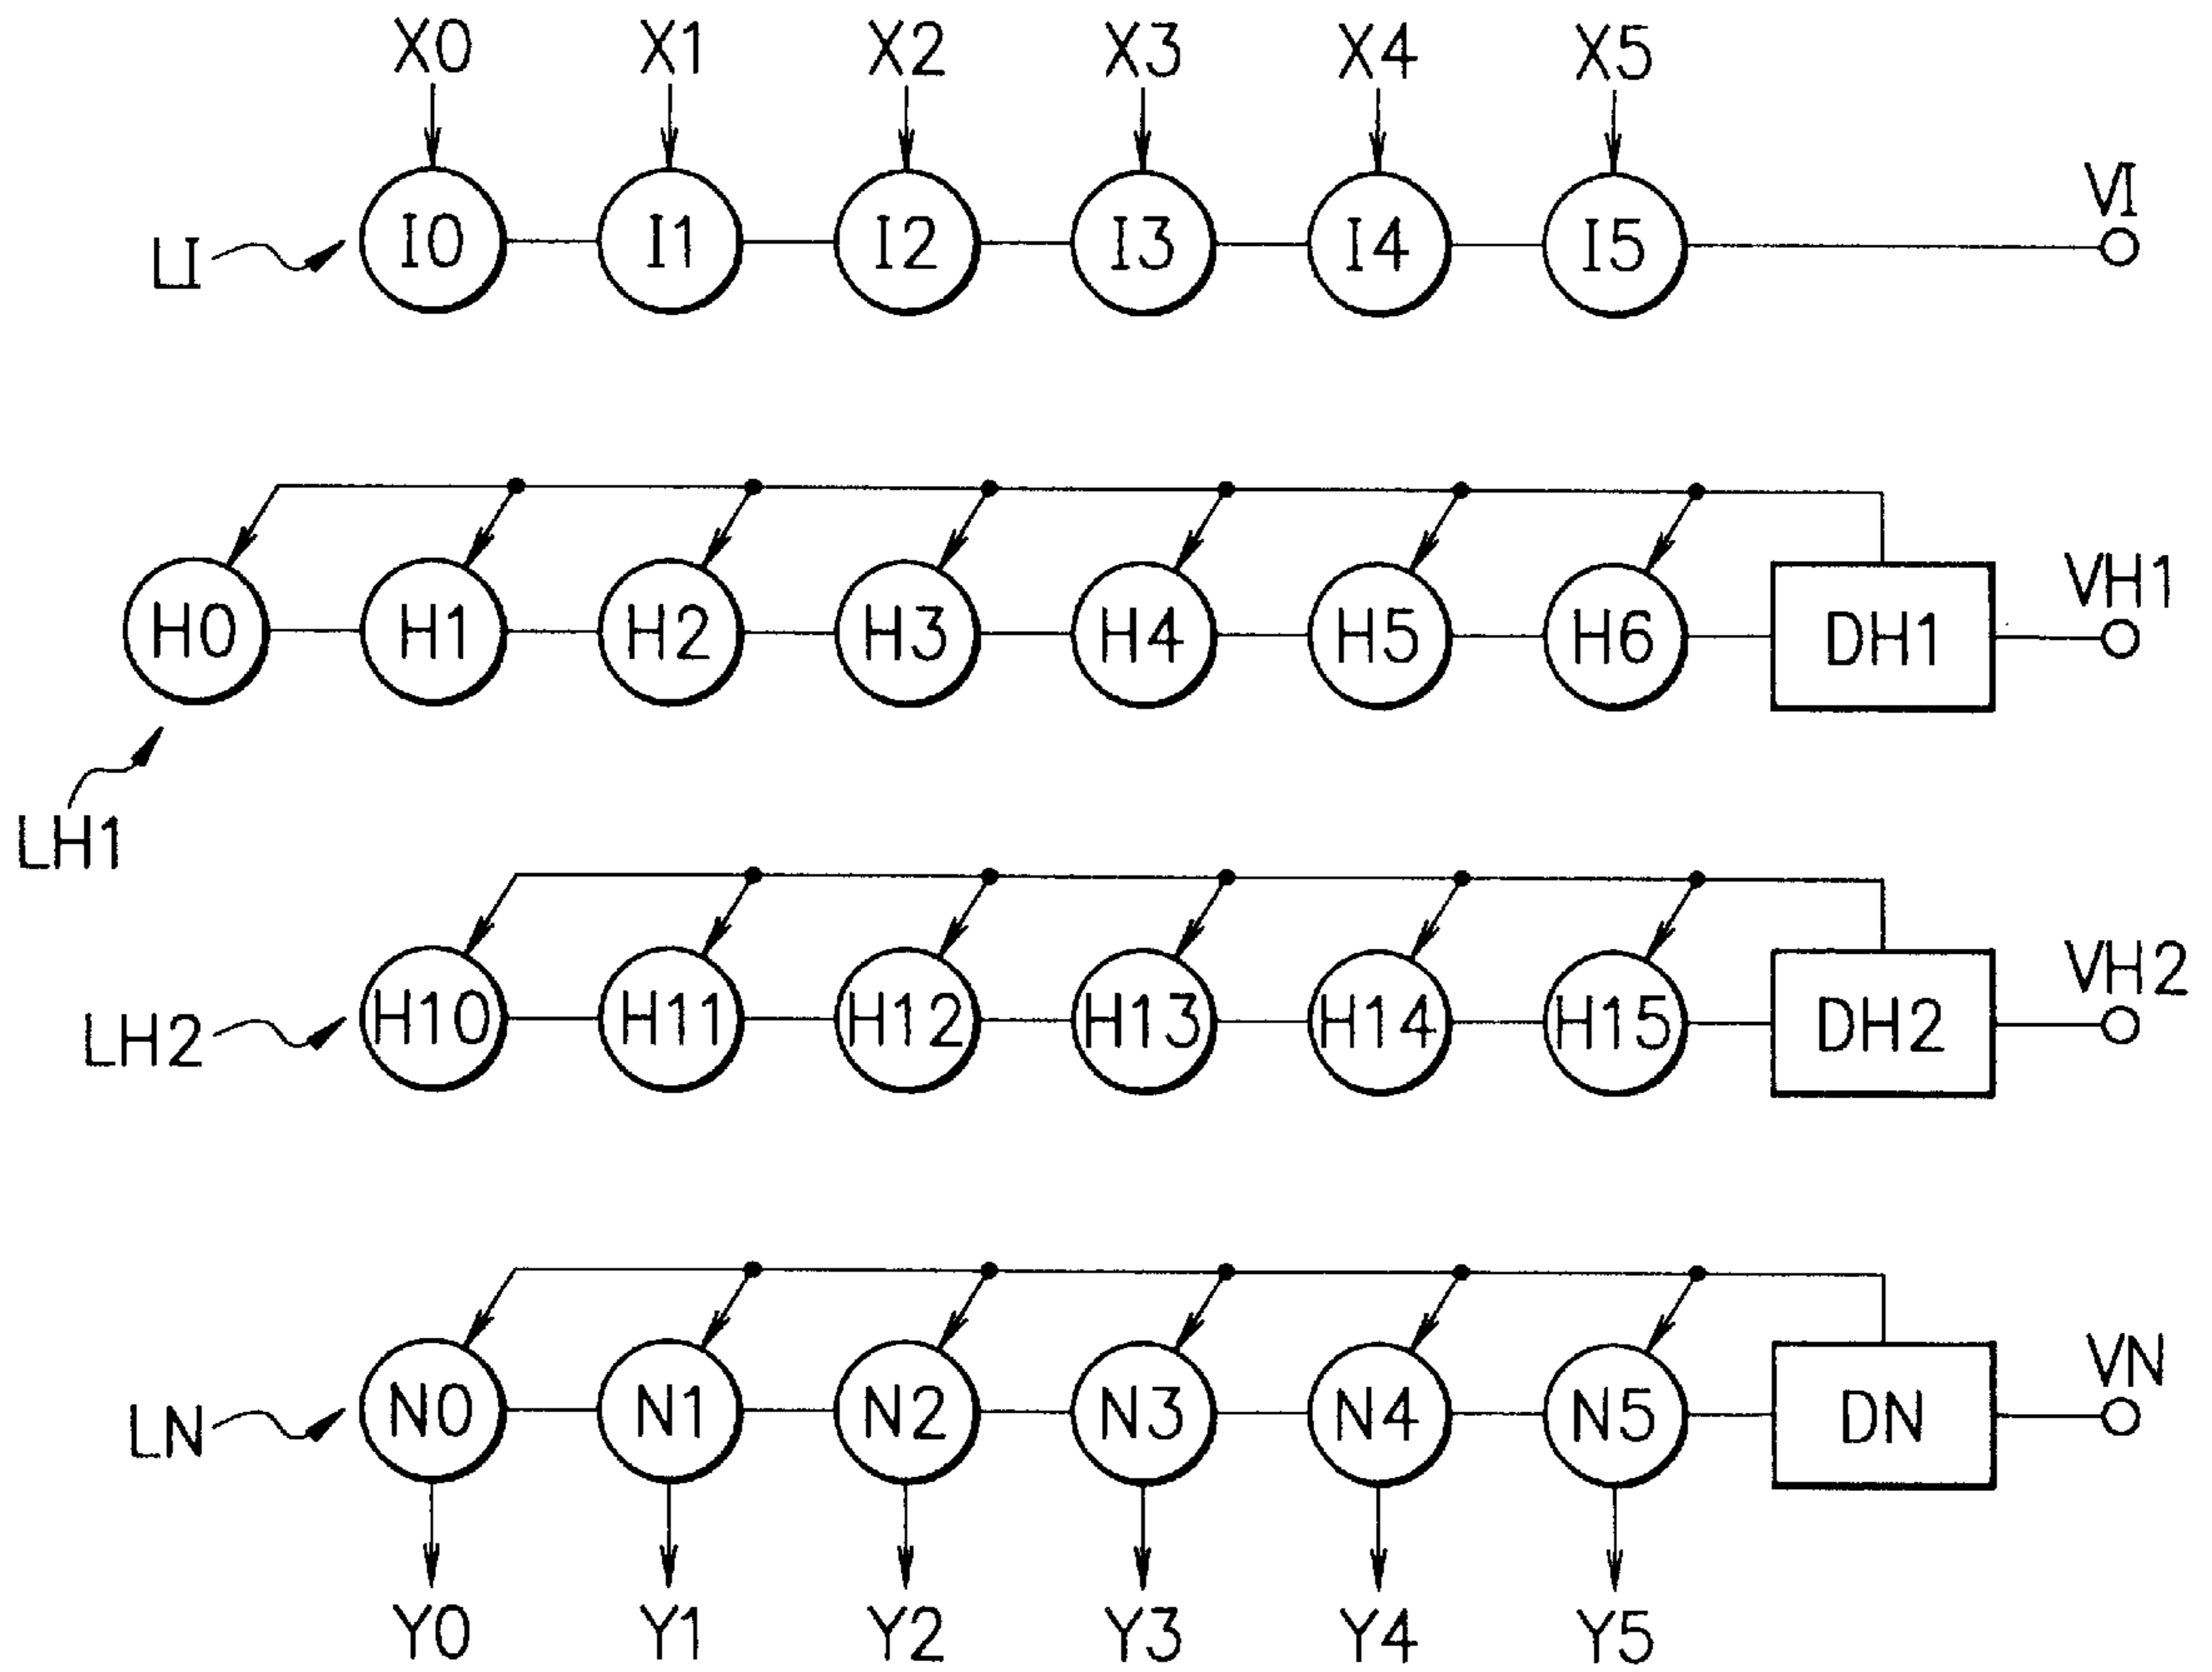 X0 X1 X2 X3 X4 X5
VI
LI I0 I1 I2 I3 I4 I5
VH1
H0 H1 H2 H3 H4 H5 H6 DH1
LH1
VH2
LH2 H10 H11 H12 H13 H14 H15 DH2
VN
LN N0 N1 N2 N3 N4 N5 DN
Y0 Y1 Y2 Y3 Y4 Y5